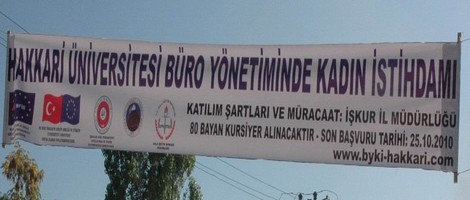 HAKKARİ ÜNİVERSİTESİ BÜRO YÖNETİMİNDE KADIN İSTİHDAMI
KATILIM ŞARTLARI VE MÜRACAAT: İŞKUR İL MÜDÜRLÜĞÜ
80 BAYAN KURSİYER ALINACAKTIR - SON BAŞVURU TARİHİ: 25.10.2010
www.byki-hakkari.com